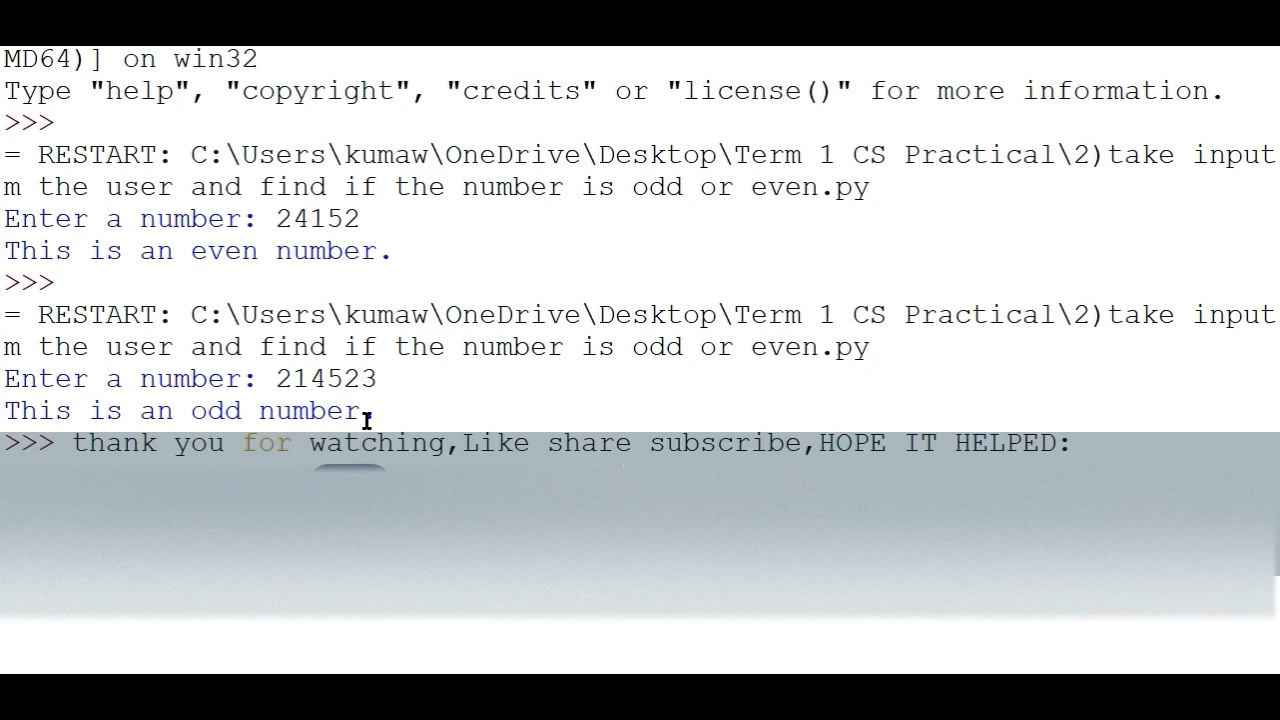 MD64)] on win32
Type "help", "copyright", "credits" or "license()" for more information.
>>>
= RESTART: C:\Users\kumaw\OneDrive\Desktop\Term 1 CS Practical\2)take input
m the user and find if the number is odd or even.py
Enter a number: 24152
This is an even number.
>>>
= RESTART: C:\Users\kumaw\OneDrive\Desktop\Term 1 CS Practical\2)take input
m the user and find if the number is odd or even.py
Enter a number: 214523
This is an odd number.
>>> thank you for watching,Like share subscribe,HOPE IT HELPED: